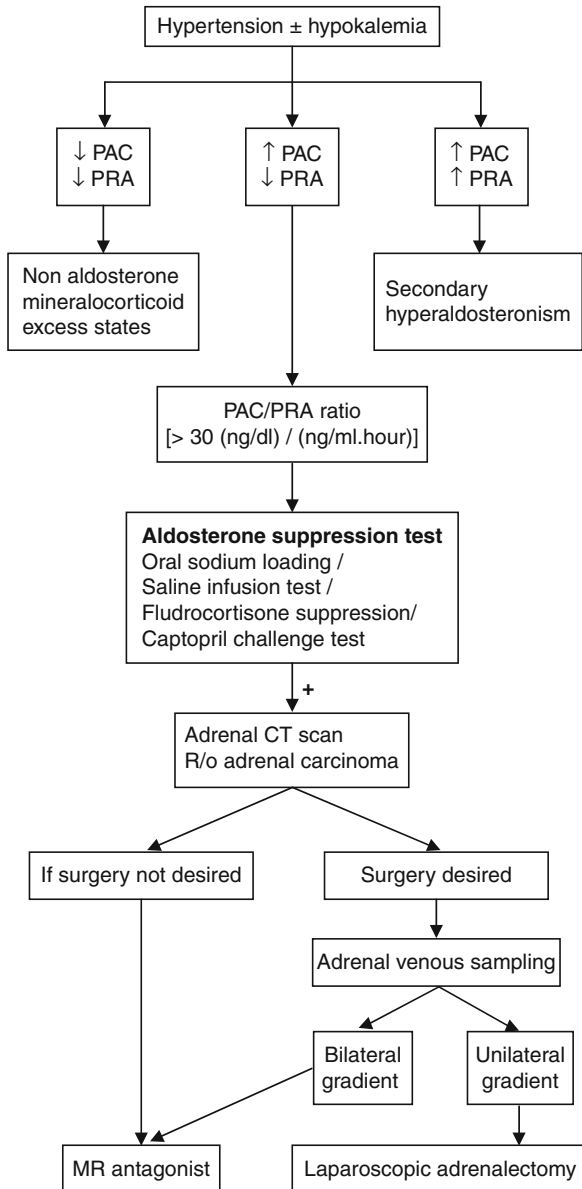 Hypertension ± hypokalemia
↓ PAC
↓ PRA
↑ PAC
↓ PRA
↑ PAC
↑ PRA
Non aldosterone
mineralocorticoid
excess states
Secondary
hyperaldosteronism
PAC/PRA ratio
[> 30 (ng/dl) / (ng/ml.hour)]
Aldosterone suppression test
Oral sodium loading /
Saline infusion test /
Fludrocortisone suppression/
Captopril challenge test
+
Adrenal CT scan
R/o adrenal carcinoma
If surgery not desired
Surgery desired
Adrenal venous sampling
Bilateral
gradient
Unilateral
gradient
MR antagonist
Laparoscopic adrenalectomy